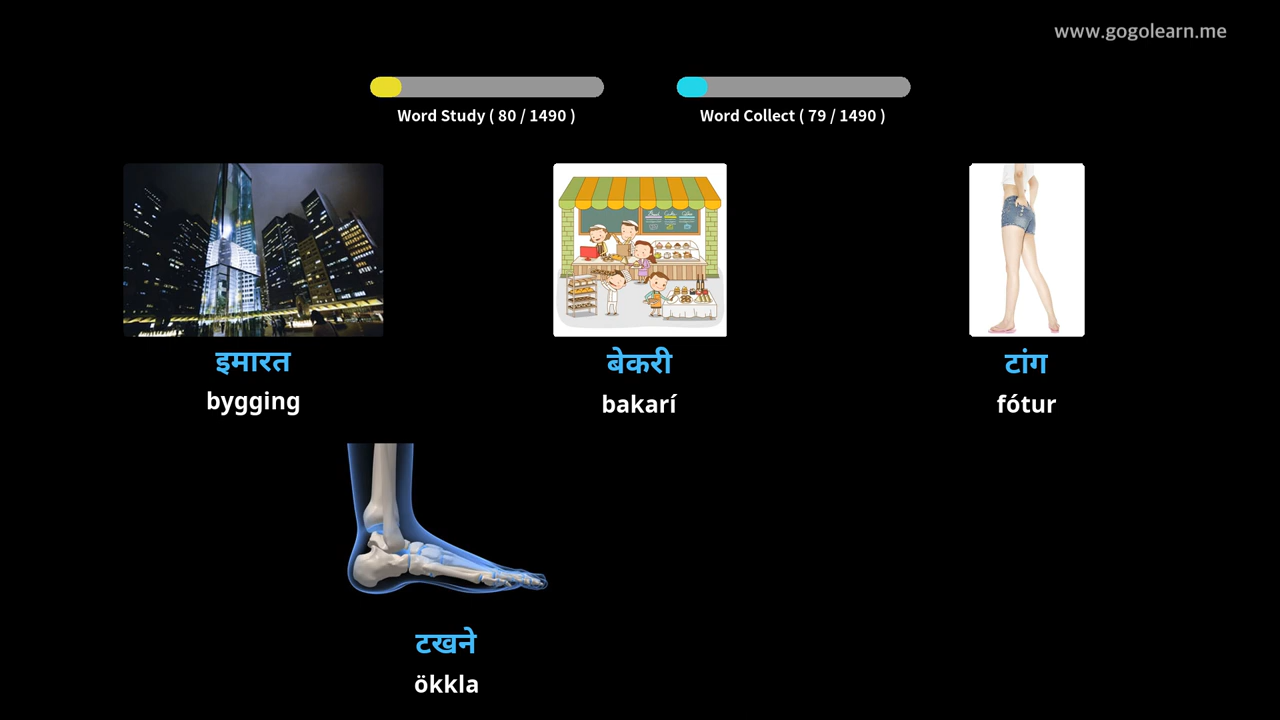 www.gogolearn.me
Word Study ( 80 / 1490 )
Word Collect ( 79 / 1490 )
इमारत
bygging
बेकरी
bakarí
टांग
fótur
टखने
ökkla